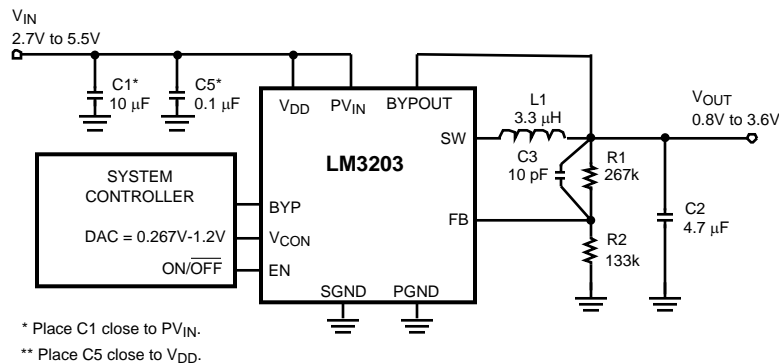 VIN
2.7V to 5.5V
C1*
10 μF
C5*
0.1 μF
VDD
PVIN
BYPOUT
L1
3.3 μH
VOUT
0.8V to 3.6V
SW
LM3203
C3
10 pF
R1
267k
SYSTEM
CONTROLLER
BYP
FB
C2
4.7 μF
DAC = 0.267V-1.2V
VCON
R2
133k
ON/OFF
EN
SGND
PGND
* Place C1 close to PVIN.
** Place C5 close to VDD.